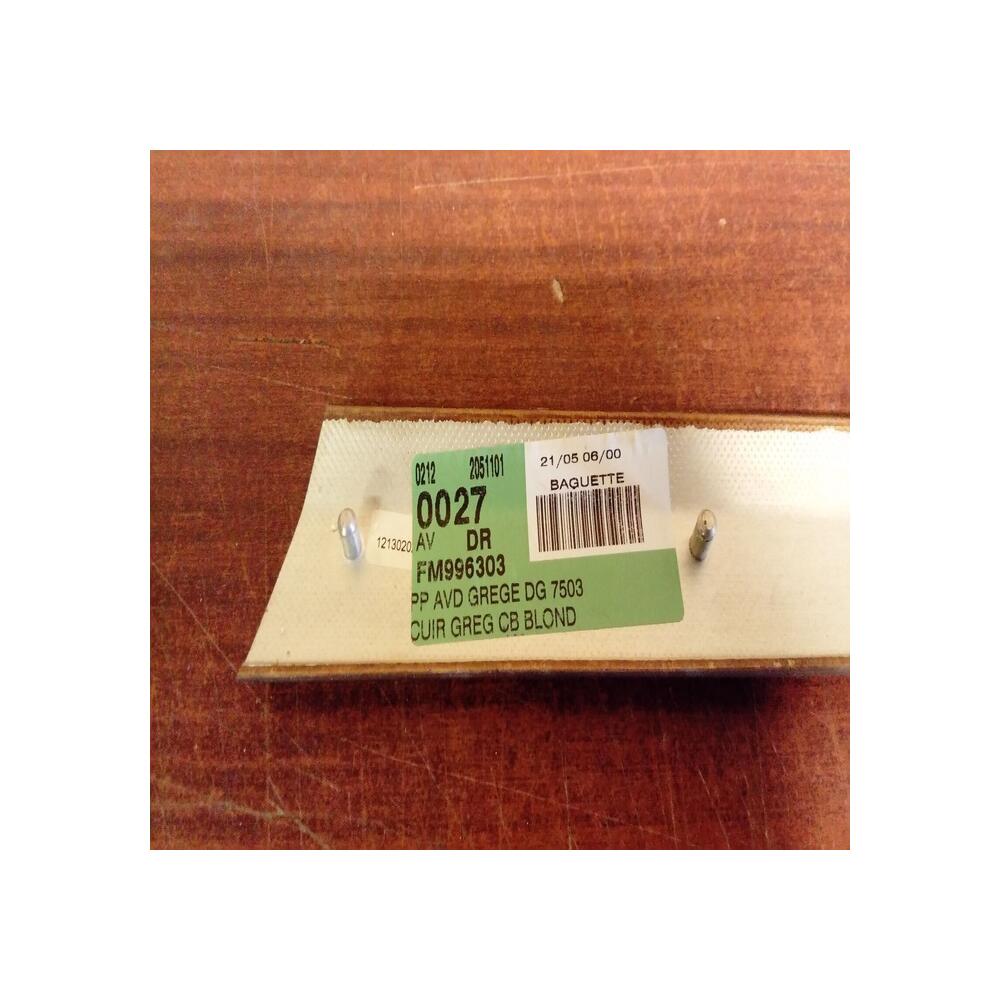 0212 2051101
0027
AV DR
FM996303
PP AVD GREGE DG 7503
CUIR GREG CB BLOND
21/05 06/00
BAGUETTE
1213020